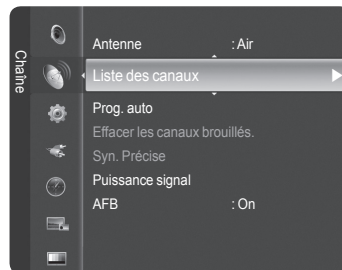 Chaîne
Antenne : Air
Liste des canaux
Prog. auto
Effacer les canaux brouillés.
Syn. Précise
Puissance signal
AFB : On